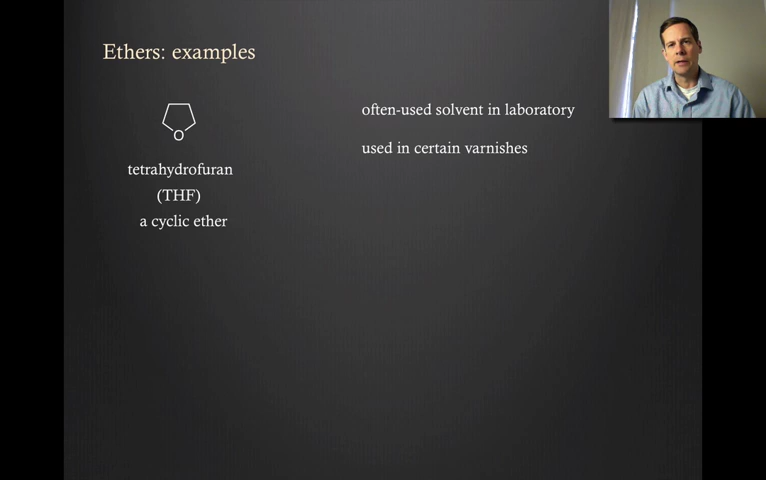 Ethers: examples
O
tetrahydrofuran
(THF)
a cyclic ether
often-used solvent in laboratory
used in certain varnishes